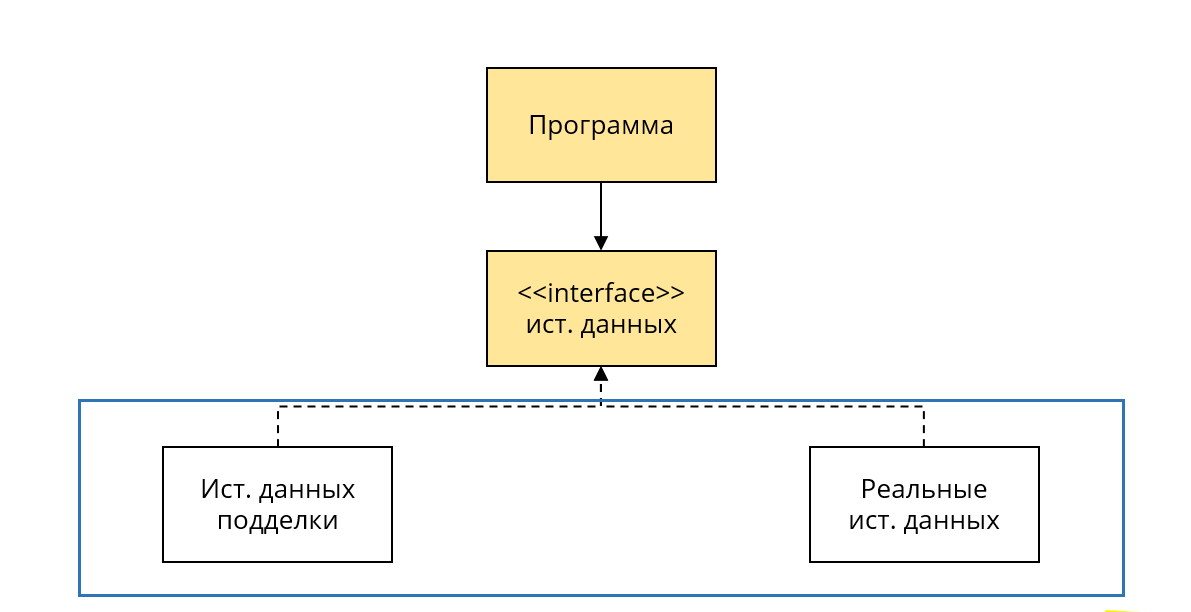 Программа
<<interface>>
ист. данных
Ист. данных
подделки
Реальные
ист. данных